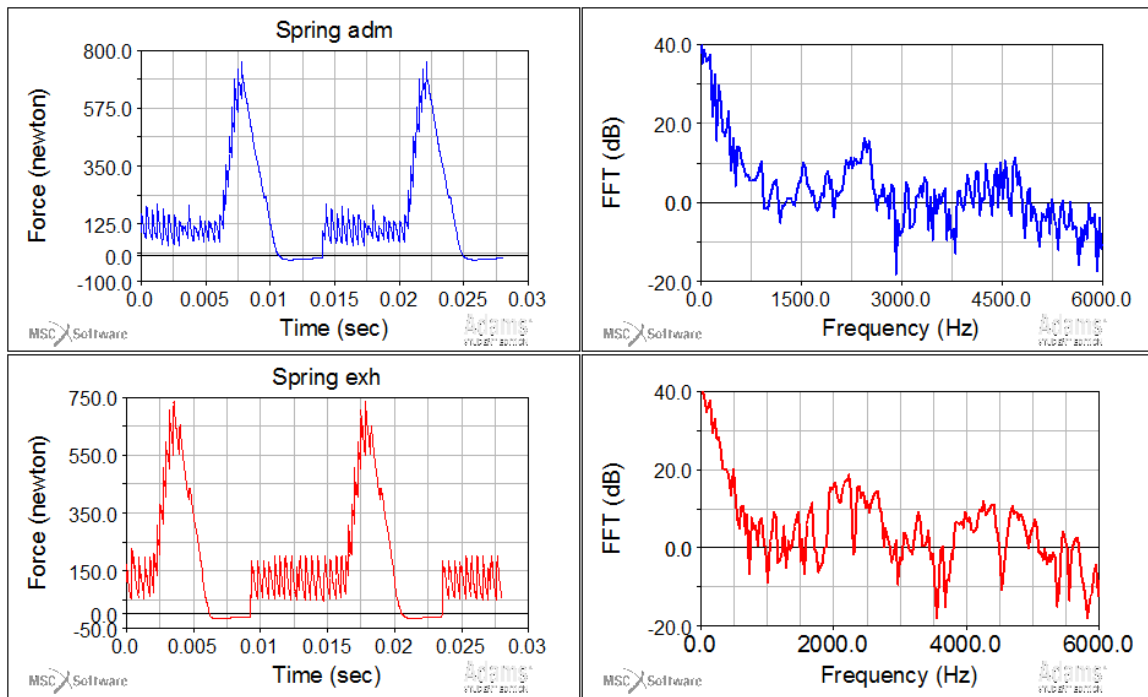 Spring adm
800.0
575.0
350.0
125.0
0.0
-100.0
0.0 0.005 0.01 0.015 0.02 0.025 0.03
Force (newton)
Time (sec)
MSC Software
Adams
40.0
20.0
0.0
-20.0
0.0 1500.0 3000.0 4500.0 6000.0
FFT (dB)
Frequency (Hz)
MSC Software
Adams
Spring exh
750.0
550.0
350.0
150.0
0.0
-50.0
0.0 0.005 0.01 0.015 0.02 0.025 0.03
Force (newton)
Time (sec)
MSC Software
Adams
40.0
20.0
0.0
-20.0
0.0 2000.0 4000.0 6000.0
FFT (dB)
Frequency (Hz)
MSC Software
Adams